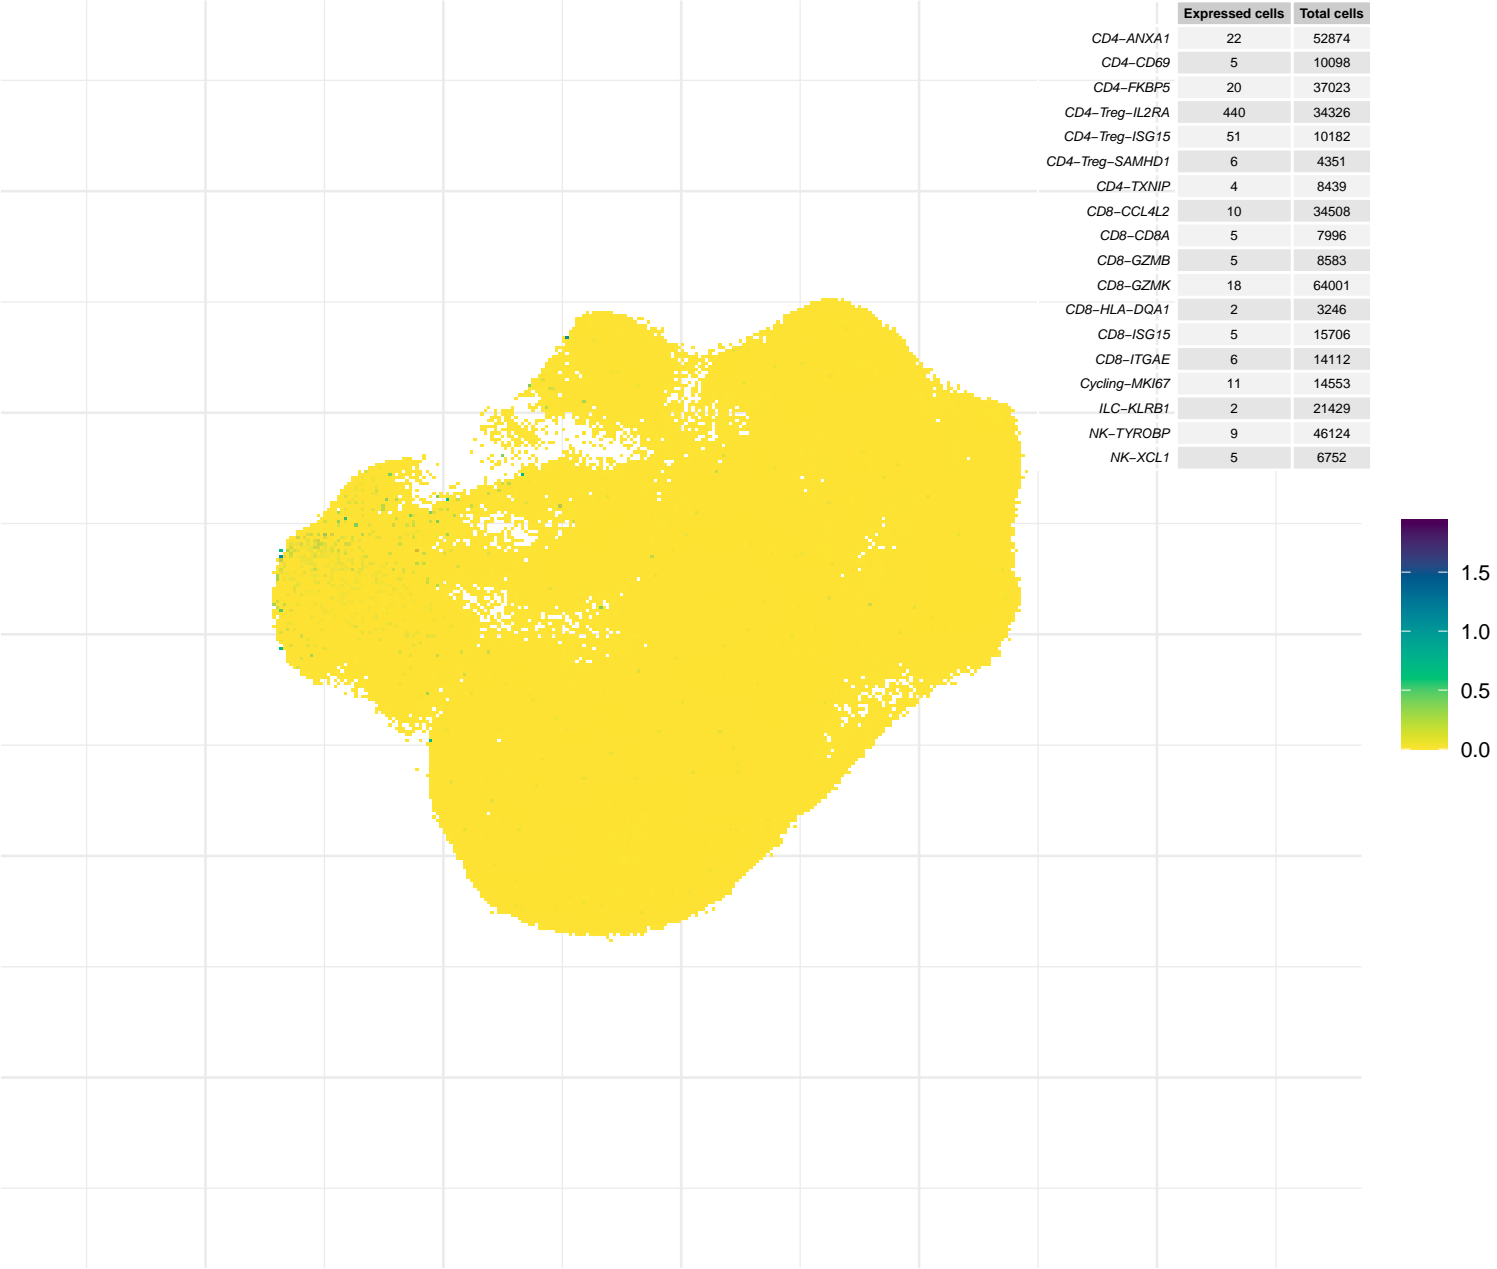 Expressed cells Total cells
CD4−ANXA1 22 52874
CD4−CD69 5 10098
CD4−FKBP5 20 37023
CD4−Treg−IL2RA 440 34326
CD4−Treg−ISG15 51 10182
CD4−Treg−SAMHD1 6 4351
CD4−TXNIP 4 8439
CD8−CCL4L2 10 34508
CD8−CD8A 5 7996
CD8−GZMB 5 8583
CD8−GZMK 18 64001
CD8−HLA−DQA1 2 3246
CD8−ISG15 5 15706
CD8−ITGAE 6 14112
Cycling−MKI67 11 14553
ILC−KLRB1 2 21429
NK−TYROBP 9 46124
NK−XCL1 5 6752
1.5
1.0
0.5
0.0